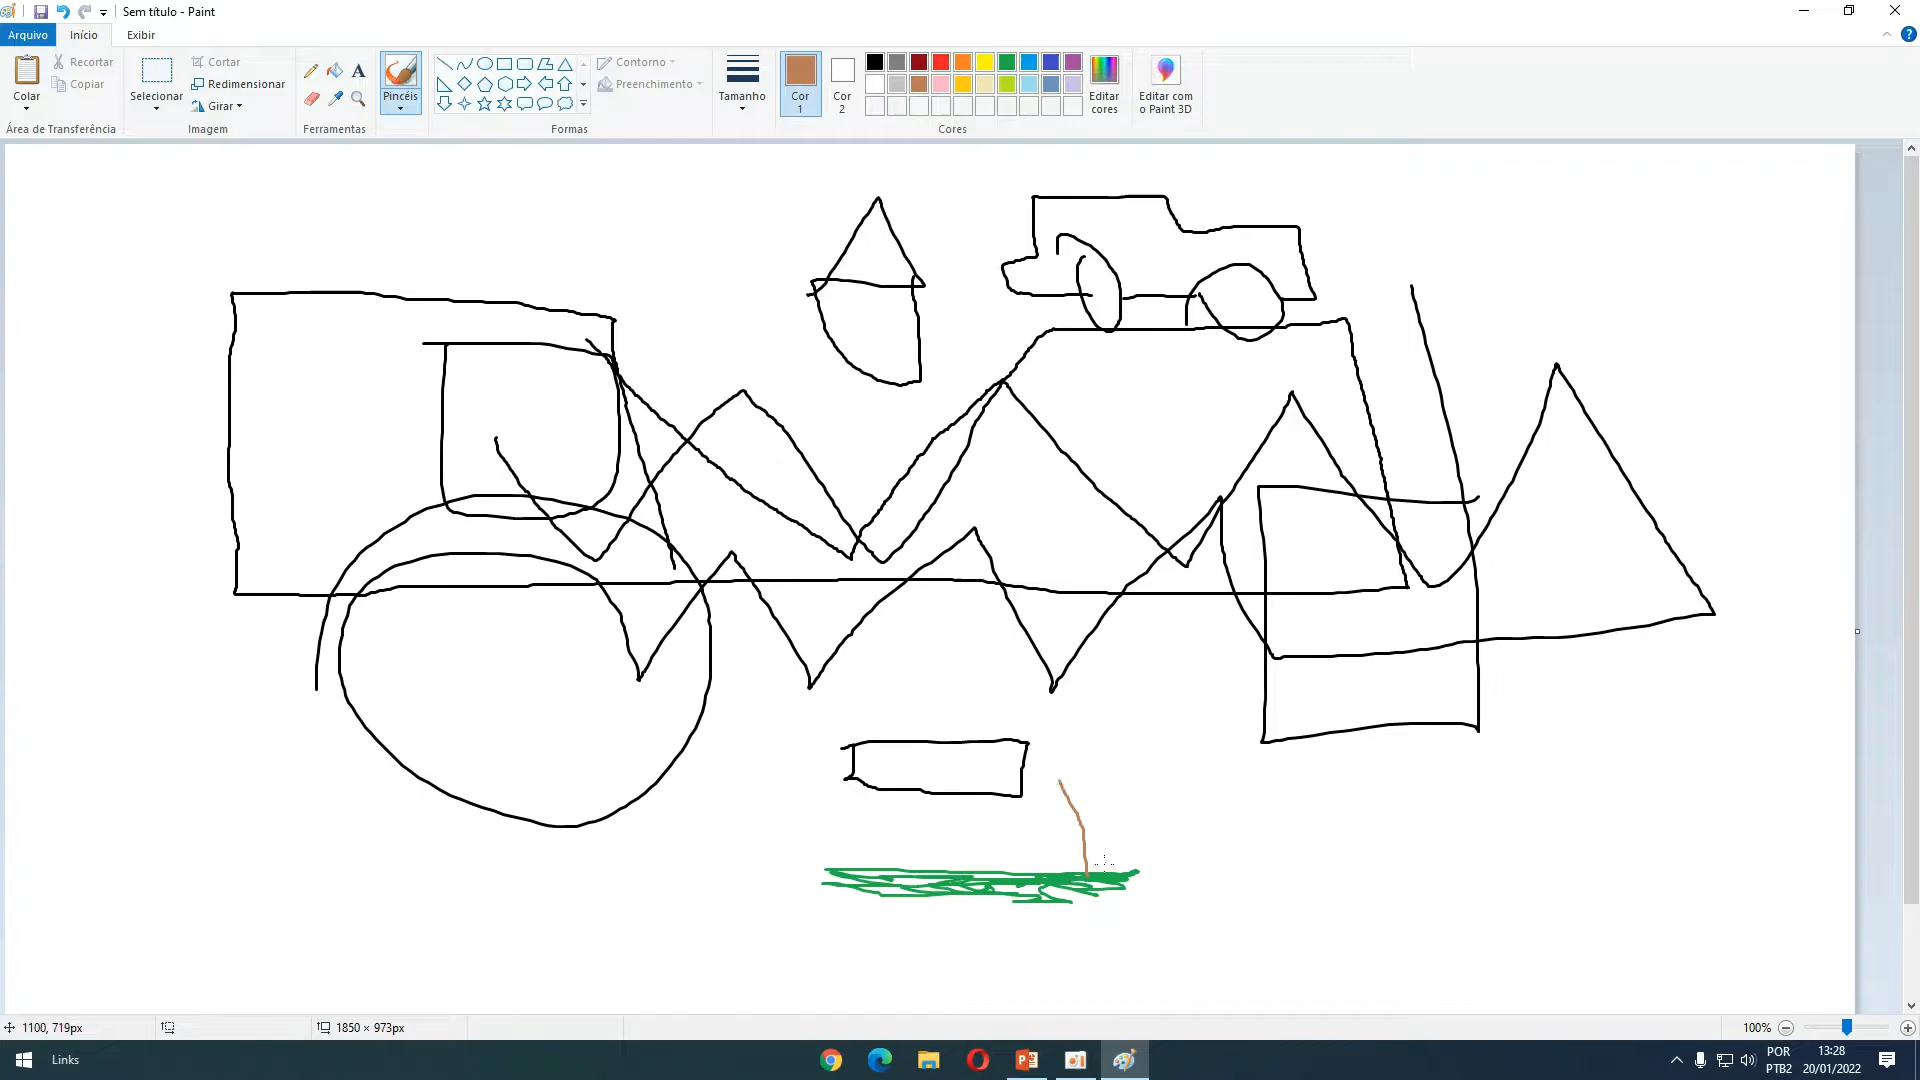 Sem título - Paint
Arquivo
Início
Exibir
Colar
Recortar
Copiar
Área de Transferência
Selecionar
Cortar
Redimensionar
Girar
Imagem
A
Ferramentas
Pincéis
Contorno
Preenchimento
Formas
Tamanho
Cor
1
Cor
2
Editar
cores
Cores
Editar com
o Paint 3D
1100, 719px
1850 × 973px
100%
Links
POR
PTB2
13:28
20/01/2022